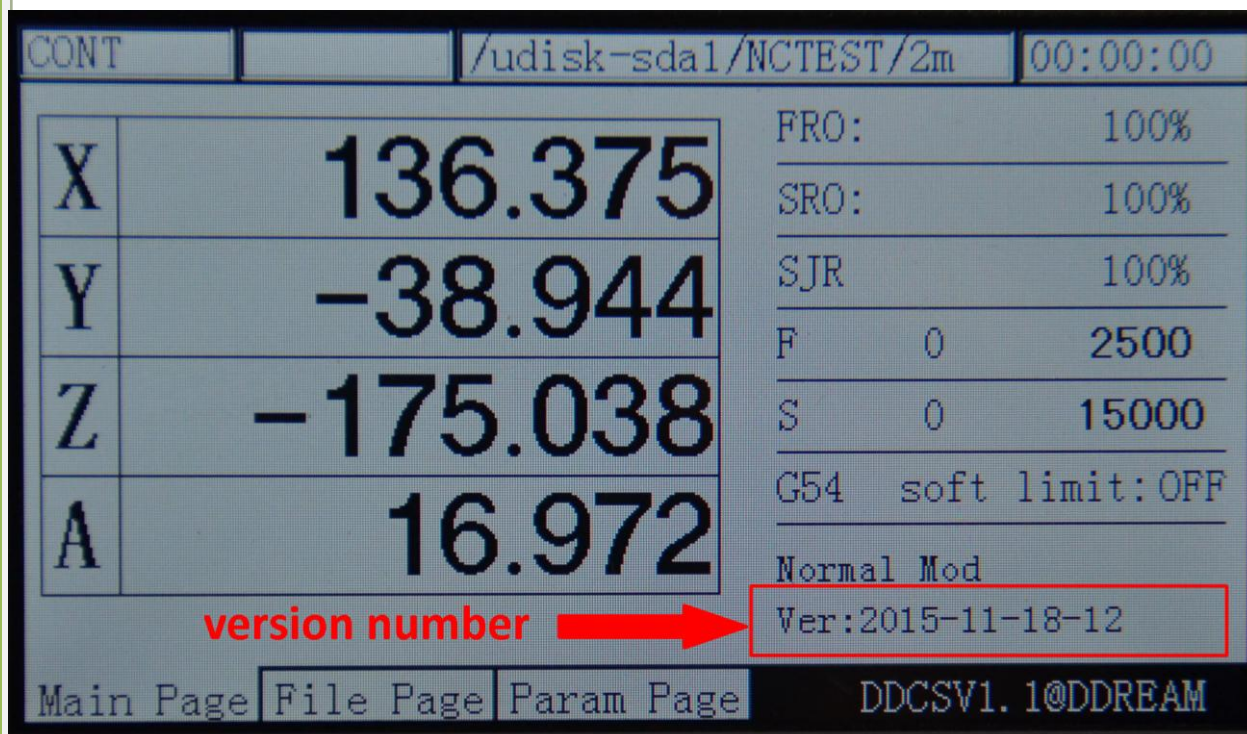 CONT /udisk-sda1/NCTEST/2m 00:00:00
X 136.375
Y -38.944
Z -175.038
A 16.972
FRO: 100%
SRO: 100%
SJR 100%
F 0 2500
S 0 15000
G54 soft limit:OFF
Normal Mod
version number
Ver:2015-11-18-12
Main Page File Page Param Page DDCSV1.1@DDREAM